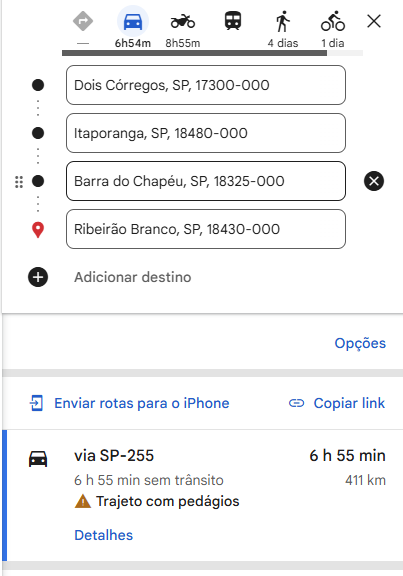 —
6h54m
8h55m
4 dias
1 dia
Dois Córregos, SP, 17300-000
Itaporanga, SP, 18480-000
Barra do Chapéu, SP, 18325-000
Ribeirão Branco, SP, 18430-000
Adicionar destino
Opções
Enviar rotas para o iPhone
Copiar link
via SP-255
6 h 55 min
6 h 55 min sem trânsito
411 km
Trajeto com pedágios
Detalhes